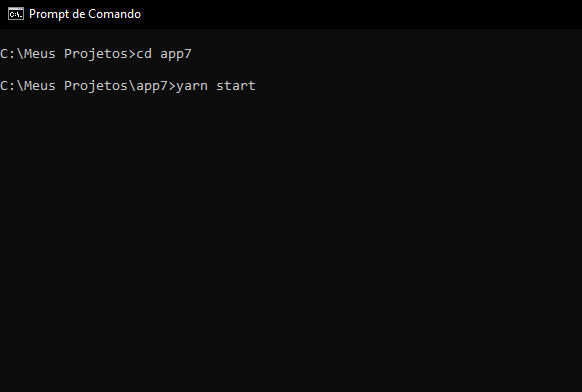 Prompt de Comando
C:\Meus Projetos>cd app7
C:\Meus Projetos\app7>yarn start